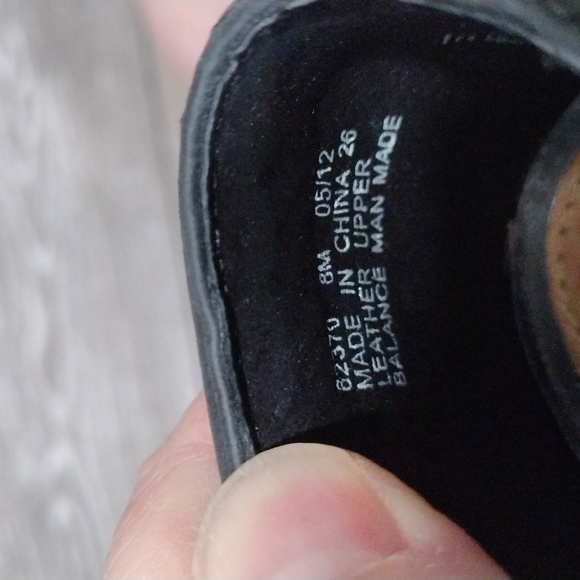 62370 8M 05/12
MADE IN CHINA 26
LEATHER UPPER
BALANCE MAN MADE